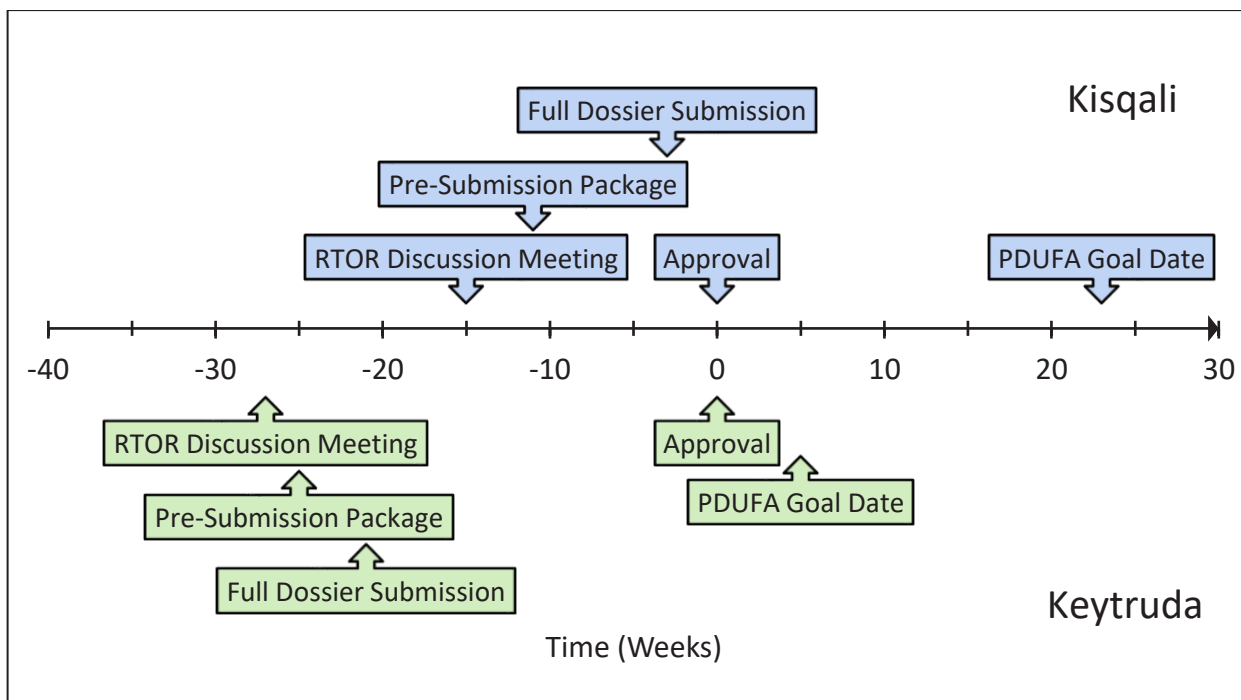 Kisqali
Full Dossier Submission
Pre-Submission Package
RTOR Discussion Meeting
Approval
PDUFA Goal Date
-40
-30
-20
-10
0
10
20
30
RTOR Discussion Meeting
Approval
PDUFA Goal Date
Pre-Submission Package
Full Dossier Submission
Keytruda
Time (Weeks)